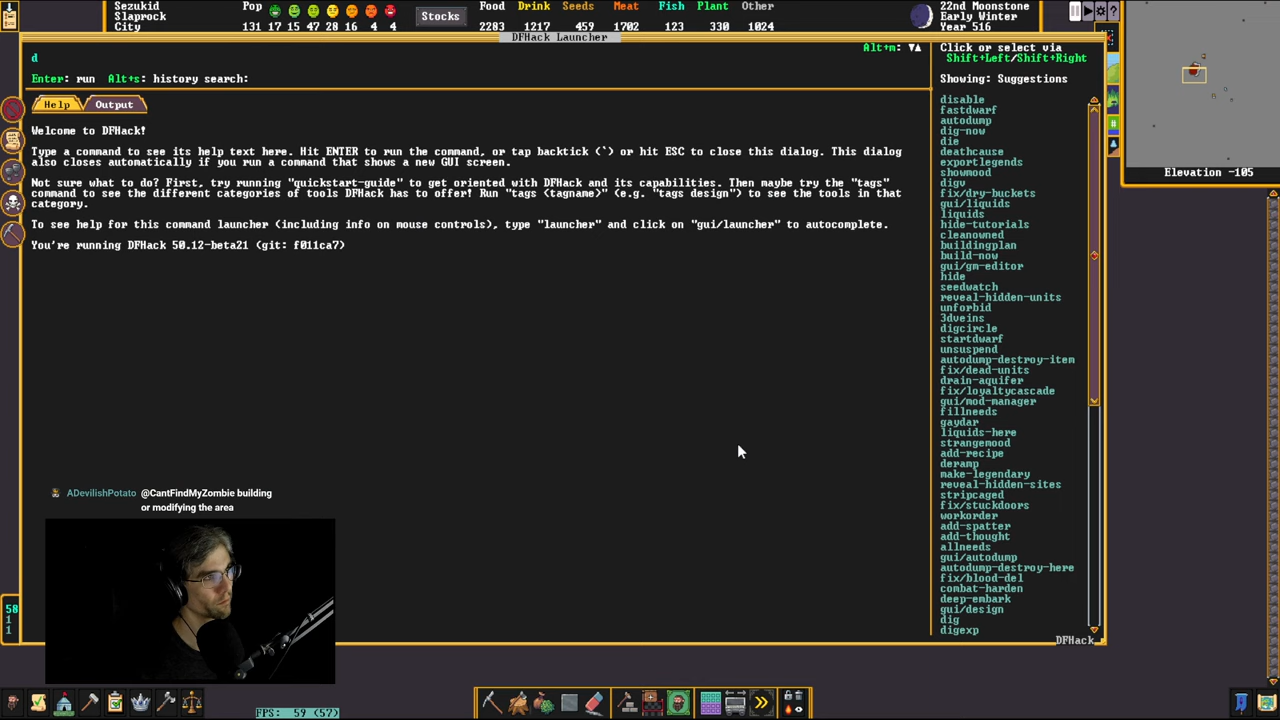 Sezukid
Slaprock
City
Pop
131 17 15 47 28 16 4 4
Stocks
Food Drink Seeds Meat Fish Plant Other
2283 1217 459 1702 123 330 1024
22nd Moonstone
Early Winter
Year 516
DFHack Launcher
d
Alt+m:
Enter: run Alt+s: history search:
Help Output
Welcome to DFHack!
Type a command to see its help text here. Hit ENTER to run the command, or tap backtick (`) or hit ESC to close this dialog. This dialog
also closes automatically if you run a command that shows a new GUI screen.
Not sure what to do? First, try running "quickstart-guide" to get oriented with DFHack and its capabilities. Then maybe try the "tags"
command to see the different categories of tools DFHack has to offer! Run "tags <tagname>" (e.g. "tags design") to see the tools in that
category.
To see help for this command launcher (including info on mouse controls), type "launcher" and click on "gui/launcher" to autocomplete.
You're running DFHack 50.12-beta21 (git: f011ca7)
Click or select via
Shift+Left/Shift+Right
Showing: Suggestions
disable
fastdwarf
autodump
dig-now
die
deathcause
exportlegends
showmood
digv
fix/dry-buckets
gui/liquids
liquids
hide-tutorials
cleanowned
buildingplan
build-now
gui/gm-editor
hide
seedwatch
reveal-hidden-units
unforbid
3dveins
digcircle
startdwarf
unsuspend
autodump-destroy-item
fix/dead-units
drain-aquifer
fix/loyaltycascade
gui/mod-manager
fillneeds
gaydar
liquids-here
strangemood
add-recipe
deramp
make-legendary
reveal-hidden-sites
stripcaged
fix/stuckdoors
workorder
add-spatter
add-thought
allneeds
gui/autodump
autodump-destroy-here
fix/blood-del
combat-harden
deep-embark
gui/design
dig
digexp
DFHack
Elevation -105
ADevilishPotato @CantFindMyZombie building
or modifying the area
58
1
1
FPS: 59 (57)